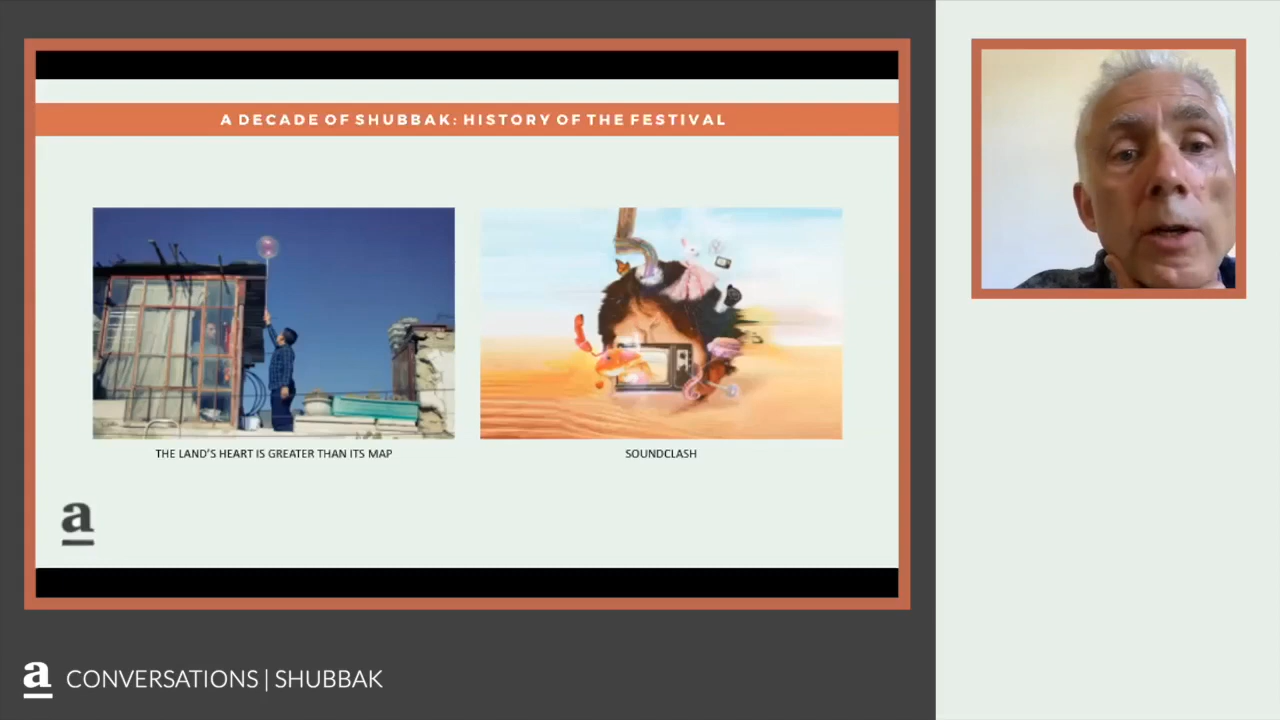 A DECADE OF SHUBBAK: HISTORY OF THE FESTIVAL
THE LAND'S HEART IS GREATER THAN ITS MAP
SOUNDCLASH
a
a CONVERSATIONS | SHUBBAK